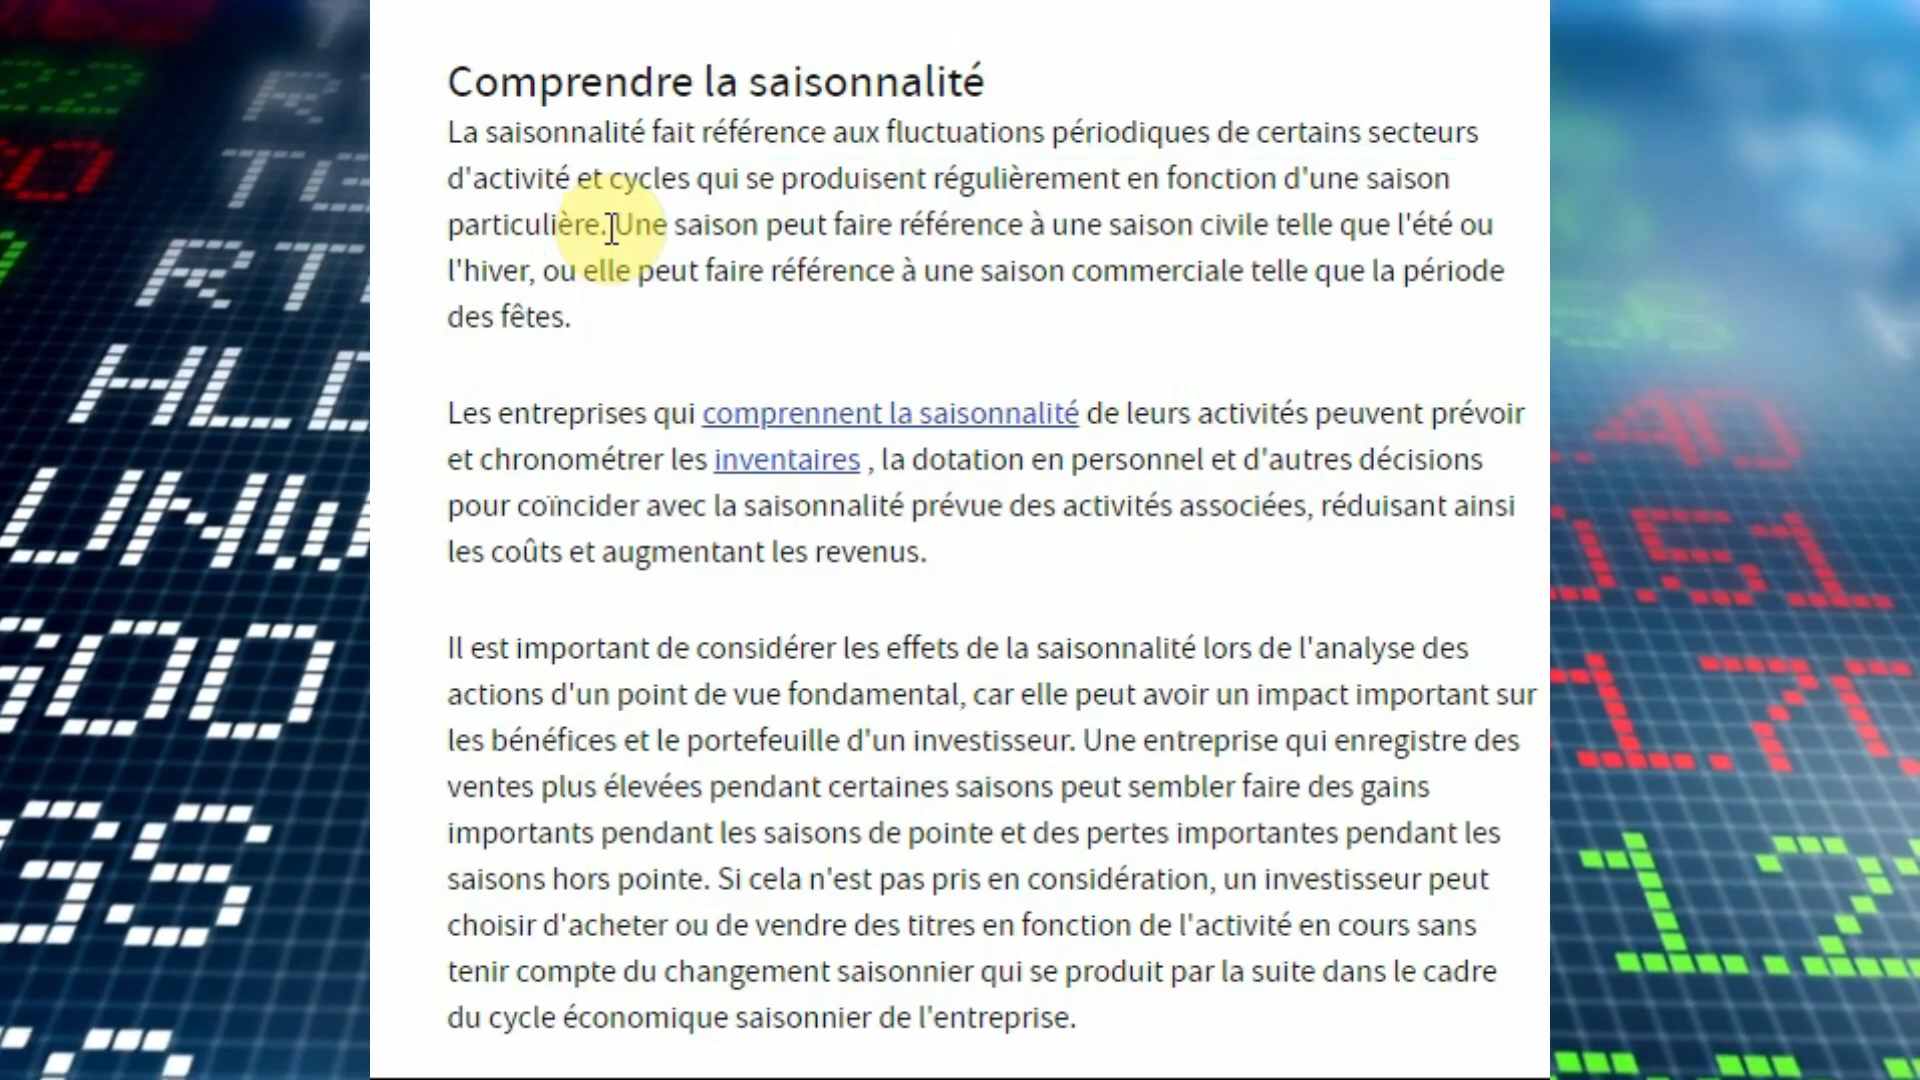 Comprendre la saisonnalité
La saisonnalité fait référence aux fluctuations périodiques de certains secteurs
d'activité et cycles qui se produisent régulièrement en fonction d'une saison
particulière. Une saison peut faire référence à une saison civile telle que l'été ou
l'hiver, ou elle peut faire référence à une saison commerciale telle que la période
des fêtes.
Les entreprises qui comprennent la saisonnalité de leurs activités peuvent prévoir
et chronométrer les inventaires , la dotation en personnel et d'autres décisions
pour coïncider avec la saisonnalité prévue des activités associées, réduisant ainsi
les coûts et augmentant les revenus.
Il est important de considérer les effets de la saisonnalité lors de l'analyse des
actions d'un point de vue fondamental, car elle peut avoir un impact important sur
les bénéfices et le portefeuille d'un investisseur. Une entreprise qui enregistre des
ventes plus élevées pendant certaines saisons peut sembler faire des gains
importants pendant les saisons de pointe et des pertes importantes pendant les
saisons hors pointe. Si cela n'est pas pris en considération, un investisseur peut
choisir d'acheter ou de vendre des titres en fonction de l'activité en cours sans
tenir compte du changement saisonnier qui se produit par la suite dans le cadre
du cycle économique saisonnier de l'entreprise.